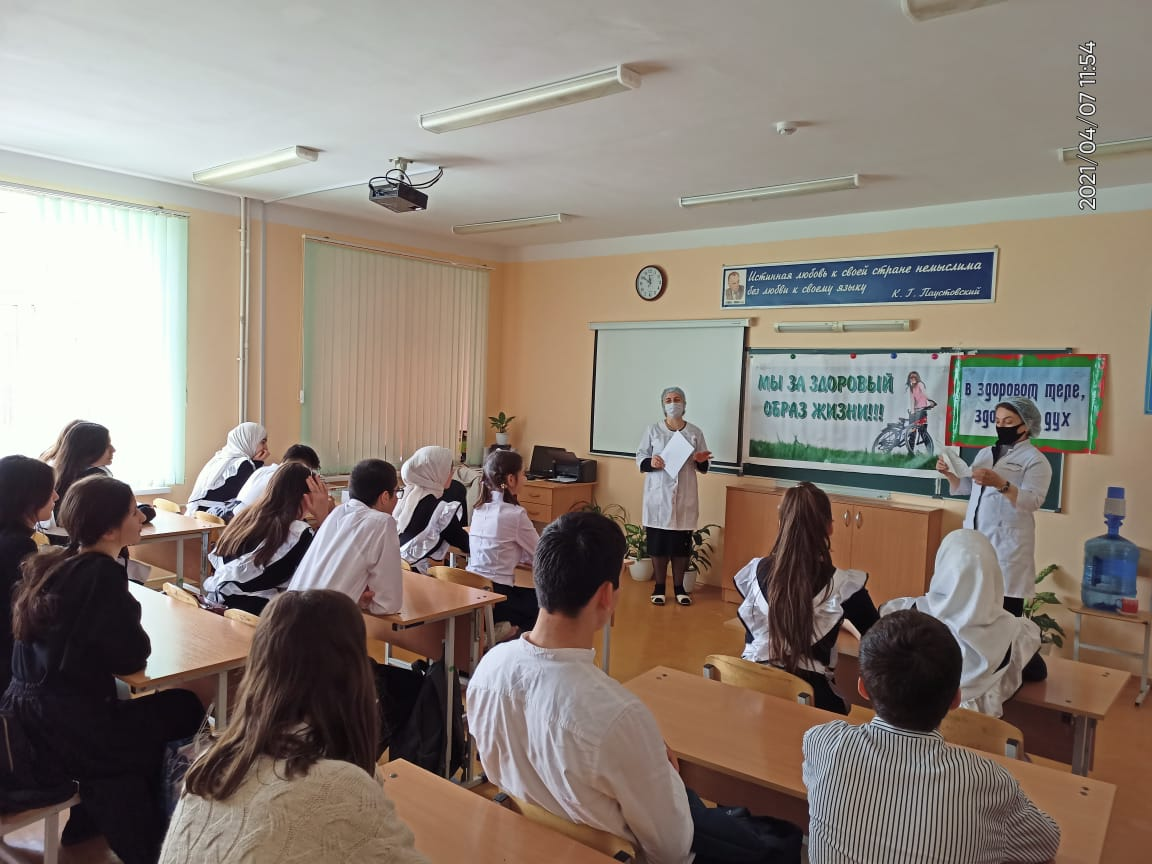 2021/04/07 11:54
Истинная любовь к своей стране немыслима
без любви к своему языку
К. Г. Паустовский
МЫ ЗА ЗДОРОВЫЙ
ОБРАЗ ЖИЗНИ!!!
в здоровом теле,
дух